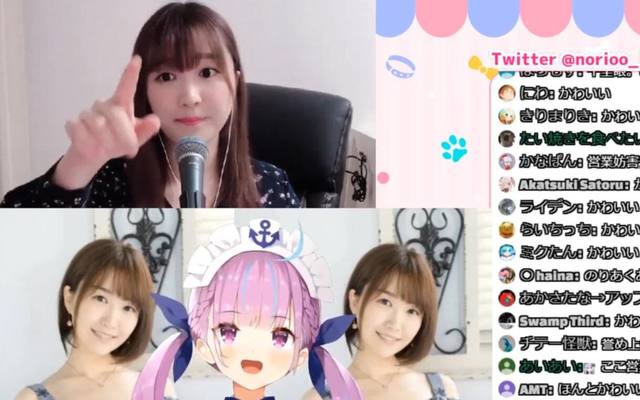 Twitter @norioo_
にわ: かわいい
きりまりき: かわい
たい焼きを食べたい
かなぱん: 営業妨害
Akatsuki Satoru: か
ライデン: かわいい
らいちっち: かわい
ミクたん: かわいい
○haina: のりあくあ
あかさたな→アップ
Swamp Third: かわ
チデー怪獣: 誉め上
あいあい: ここ営
AMT: ほんとかわいい